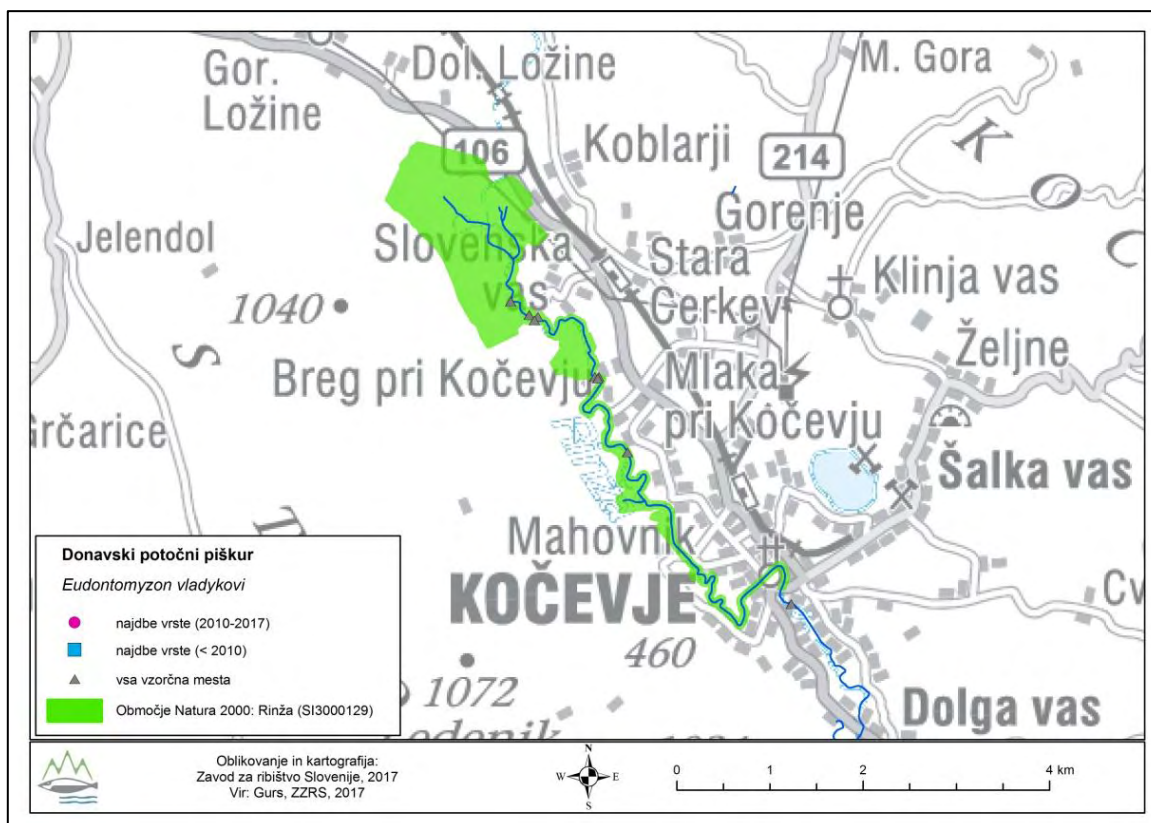 Gor.
Ložine
Dol. Ložine
M. Gora
106
Koblarji
214
K
O
Č
Gorenje
Jelendol
Slovenska
vas
Stara
Cerkev
Klinja vas
1040
S
Željne
Breg pri Kočevju
Mlaka
pri Kočevju
Grčarice
Šalka vas
T
Mahovnik
KOČEVJE
460
1072
Dolga vas
Donavski potočni piškur
Eudontomyzon vladykovi
najdbe vrste (2010-2017)
najdbe vrste (< 2010)
vsa vzorčna mesta
Območje Natura 2000: Rinža (SI3000129)
Oblikovanje in kartografija:
Zavod za ribištvo Slovenije, 2017
Vir: Gurs, ZZRS, 2017
N
W E
S
0 1 2 4 km